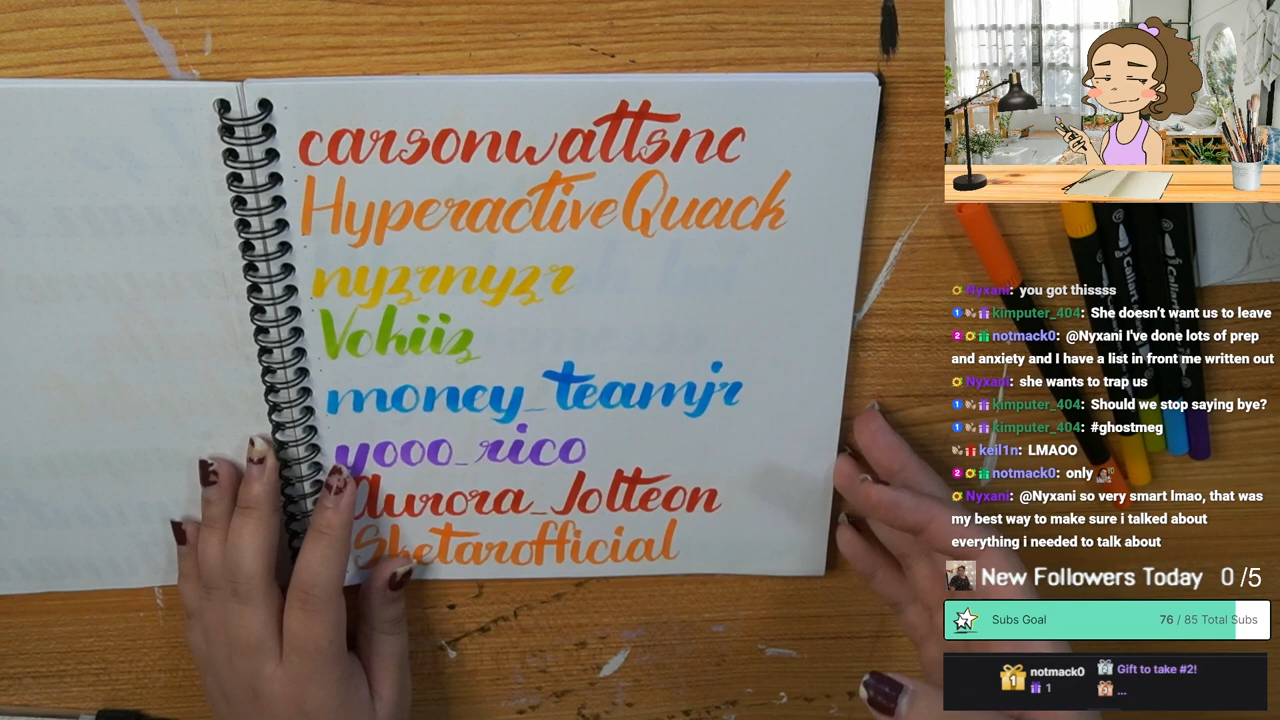 carsonwattsnc
HyperactiveQuack
nyzrnyzr
Vokiiz
money_teamjr
yooo_rico
Aurora_Jolteon
Sketarofficial
Nyxani: you got thissss
kimputer_404: She doesn't want us to leave
notmack0: @Nyxani I've done lots of prep
and anxiety and I have a list in front me written out
Nyxani: she wants to trap us
kimputer_404: Should we stop saying bye?
kimputer_404: #ghostmeg
keil1n: LMAOO
notmack0: only
Nyxani: @Nyxani so very smart lmao, that was
my best way to make sure i talked about
everything i needed to talk about
New Followers Today 0 /5
Subs Goal 76 / 85 Total Subs
1 notmack0 Gift to take #2!
1 ...